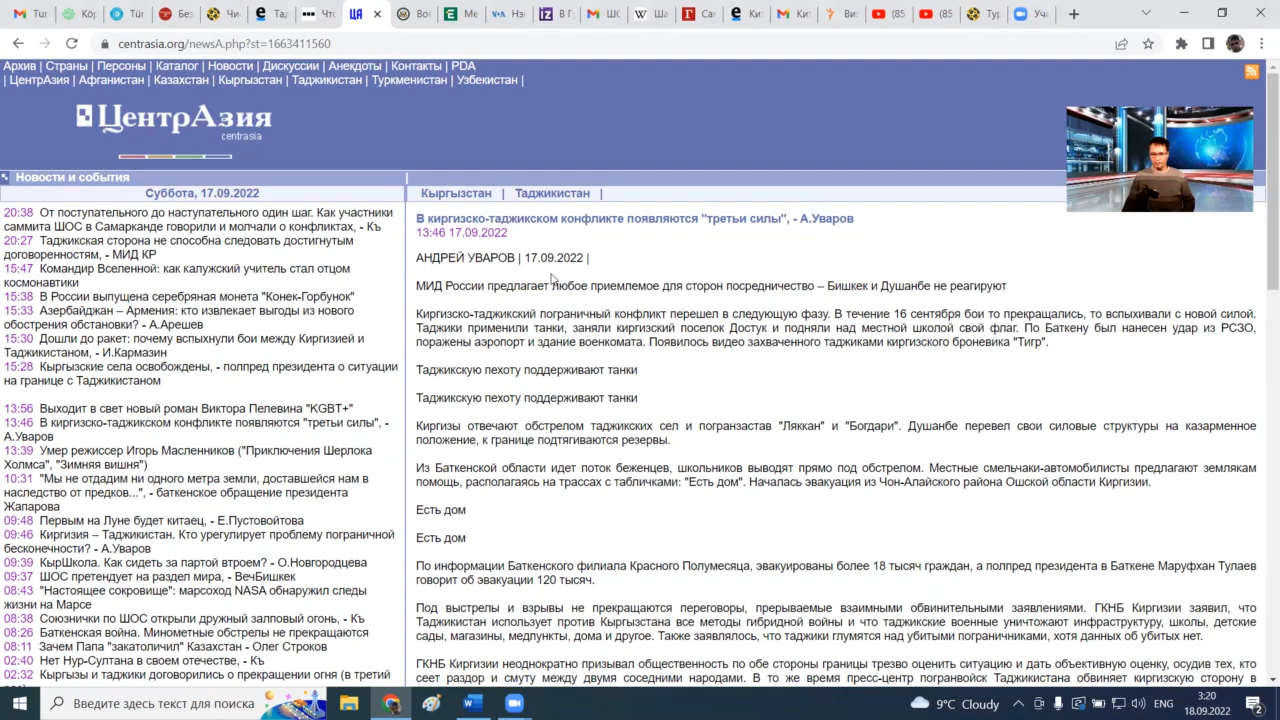 Tur
Кör
Tür
Без
Чи
Тад
Что
ЦА
Вос
Ме
VOA Нэ
В Г
ШО
W Ша
Сан
Ки
Кит
Ви
(85
(85
Тур
Уча
centrasia.org/newsA.php?st=1663411560
Архив | Страны | Персоны | Каталог | Новости | Дискуссии | Анекдоты | Контакты | PDA
| ЦентрАзия | Афганистан | Казахстан | Кыргызстан | Таджикистан | Туркменистан | Узбекистан |
ЦентрАзия
centrasia
Новости и события |
Суббота, 17.09.2022
20:38 От поступательного до наступательного один шаг. Как участники
саммита ШОС в Самарканде говорили и молчали о конфликтах, - Къ
20:27 Таджикская сторона не способна следовать достигнутым
договоренностям, - МИД КР
15:47 Командир Вселенной: как калужский учитель стал отцом
космонавтики
15:38 В России выпущена серебряная монета "Конек-Горбунок"
15:33 Азербайджан – Армения: кто извлекает выгоды из нового
обострения обстановки? - А.Арешев
15:30 Дошли до ракет: почему вспыхнули бои между Киргизией и
Таджикистаном, - И.Кармазин
15:28 Кыргызские села освобождены, - полпред президента о ситуации
на границе с Таджикистаном
13:56 Выходит в свет новый роман Виктора Пелевина "KGBT+"
13:46 В киргизско-таджикском конфликте появляются "третьи силы", -
А.Уваров
13:39 Умер режиссер Игорь Масленников ("Приключения Шерлока
Холмса", "Зимняя вишня")
10:31 "Мы не отдадим ни одного метра земли, доставшейся нам в
наследство от предков...", - баткенское обращение президента
Жапарова
09:48 Первым на Луне будет китаец, - Е.Пустовойтова
09:46 Киргизия – Таджикистан. Кто урегулирует проблему пограничной
бесконечности? - А.Уваров
09:39 КырШкола. Как сидеть за партой втроем? - О.Новгородцева
09:37 ШОС претендует на раздел мира, - ВечБишкек
08:43 "Настоящее сокровище": марсоход NASA обнаружил следы
жизни на Марсе
08:38 Союзнички по ШОС открыли дружный залповый огонь, - Къ
08:26 Баткенская война. Минометные обстрелы не прекращаются
08:11 Зачем Папа "закатоличил" Казахстан - Олег Строков
02:40 Нет Нур-Султана в своем отечестве, - Къ
02:32 Кыргызы и таджики договорились о прекращении огня (в третий
Кыргызстан | Таджикистан |
В киргизско-таджикском конфликте появляются "третьи силы", - А.Уваров
13:46 17.09.2022
АНДРЕЙ УВАРОВ | 17.09.2022 |
МИД России предлагает любое приемлемое для сторон посредничество – Бишкек и Душанбе не реагируют
Киргизско-таджикский пограничный конфликт перешел в следующую фазу. В течение 16 сентября бои то прекращались, то вспыхивали с новой силой.
Таджики применили танки, заняли киргизский поселок Достук и подняли над местной школой свой флаг. По Баткену был нанесен удар из РСЗО,
поражены аэропорт и здание военкомата. Появилось видео захваченного таджиками киргизского броневика "Тигр".
Таджикскую пехоту поддерживают танки
Таджикскую пехоту поддерживают танки
Киргизы отвечают обстрелом таджикских сел и погранзастав "Ляккан" и "Богдари". Душанбе перевел свои силовые структуры на казарменное
положение, к границе подтягиваются резервы.
Из Баткенской области идет поток беженцев, школьников выводят прямо под обстрелом. Местные смельчаки-автомобилисты предлагают землякам
помощь, располагаясь на трассах с табличками: "Есть дом". Началась эвакуация из Чон-Алайского района Ошской области Киргизии.
Есть дом
Есть дом
По информации Баткенского филиала Красного Полумесяца, эвакуированы более 18 тысяч граждан, а полпред президента в Баткене Маруфхан Тулаев
говорит об эвакуации 120 тысяч.
Под выстрелы и взрывы не прекращаются переговоры, прерываемые взаимными обвинительными заявлениями. ГКНБ Киргизии заявил, что
Таджикистан использует против Кыргызстана все методы гибридной войны и что таджикские военные уничтожают инфраструктуру, школы, детские
сады, магазины, медпункты, дома и другое. Также заявлялось, что таджики глумятся над убитыми пограничниками, хотя данных об убитых нет.
ГКНБ Киргизии неоднократно призывал общественность по обе стороны границы трезво оценить ситуацию и дать объективную оценку, осудив тех, кто
сеет раздор и смуту между двумя соседними народами. В то же время пресс-центр погранвойск Таджикистана обвиняет киргизскую сторону в
Введите здесь текст для поиска
9°C Cloudy
ENG
3:20
18.09.2022
2